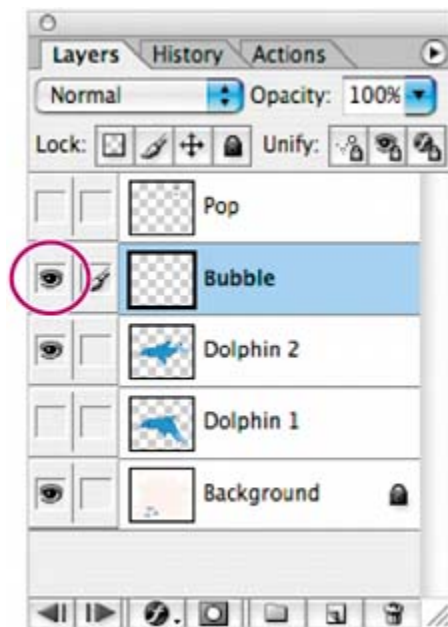 Layers History Actions
Normal Opacity: 100%
Lock: Unify:
Pop
Bubble
Dolphin 2
Dolphin 1
Background